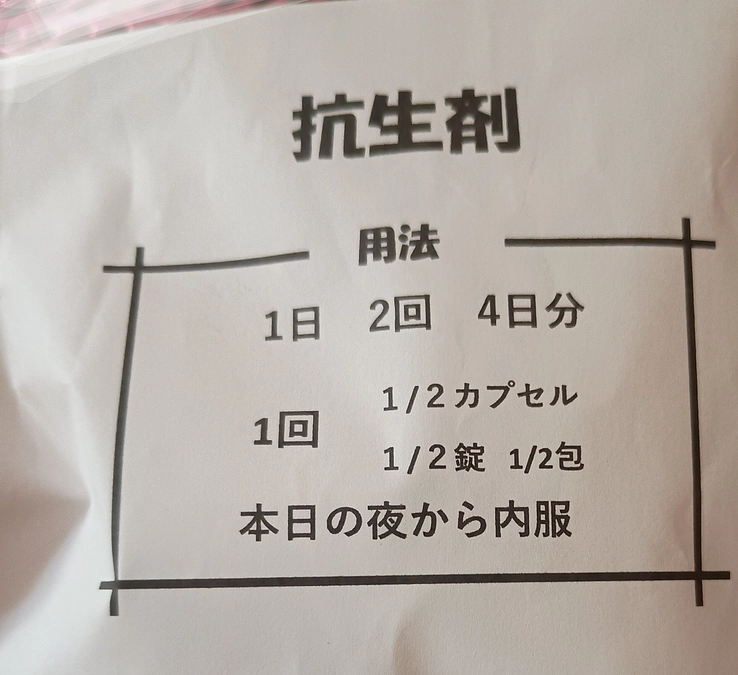 抗生剤
用法
1日 2回 4日分
1/2カプセル
1回
1/2錠 1/2包
本日の夜から内服